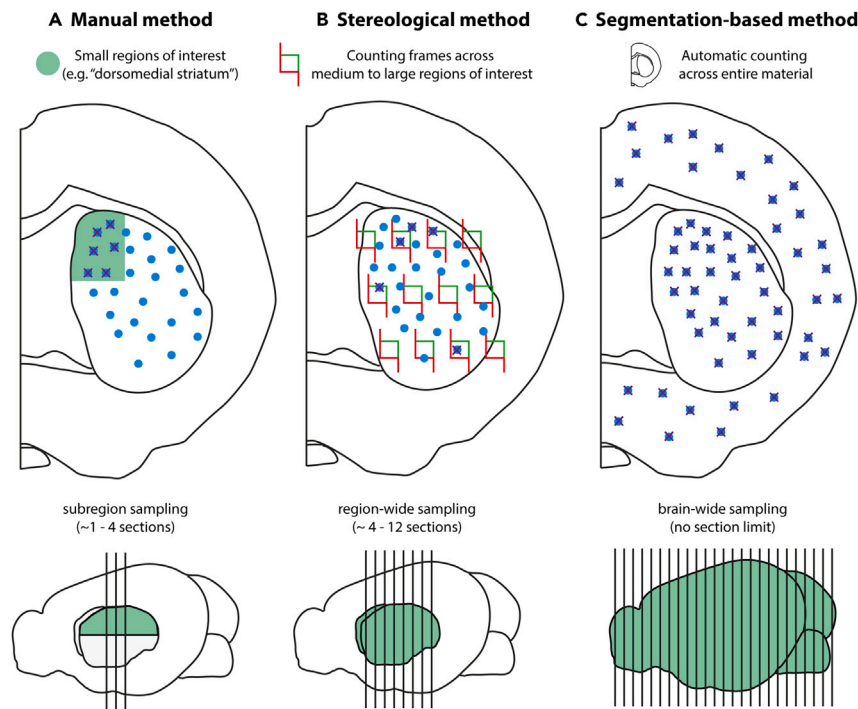 A Manual method
Small regions of interest
(e.g. “dorsomedial striatum”)
B Stereological method
Counting frames across
medium to large regions of interest
C Segmentation-based method
Automatic counting
across entire material
subregion sampling
(~1 - 4 sections)
region-wide sampling
(~ 4 - 12 sections)
brain-wide sampling
(no section limit)